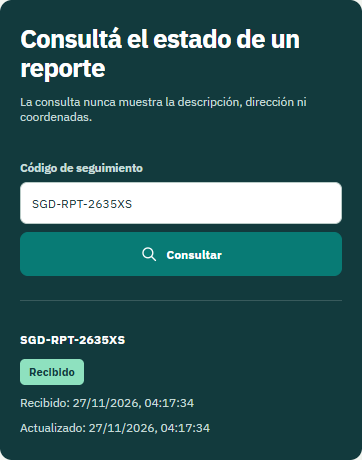 Consultá el estado de un
reporte
La consulta nunca muestra la descripción, dirección ni
coordenadas.
Código de seguimiento
SGD-RPT-2635XS
Consultar
SGD-RPT-2635XS
Recibido
Recibido: 27/11/2026, 04:17:34
Actualizado: 27/11/2026, 04:17:34